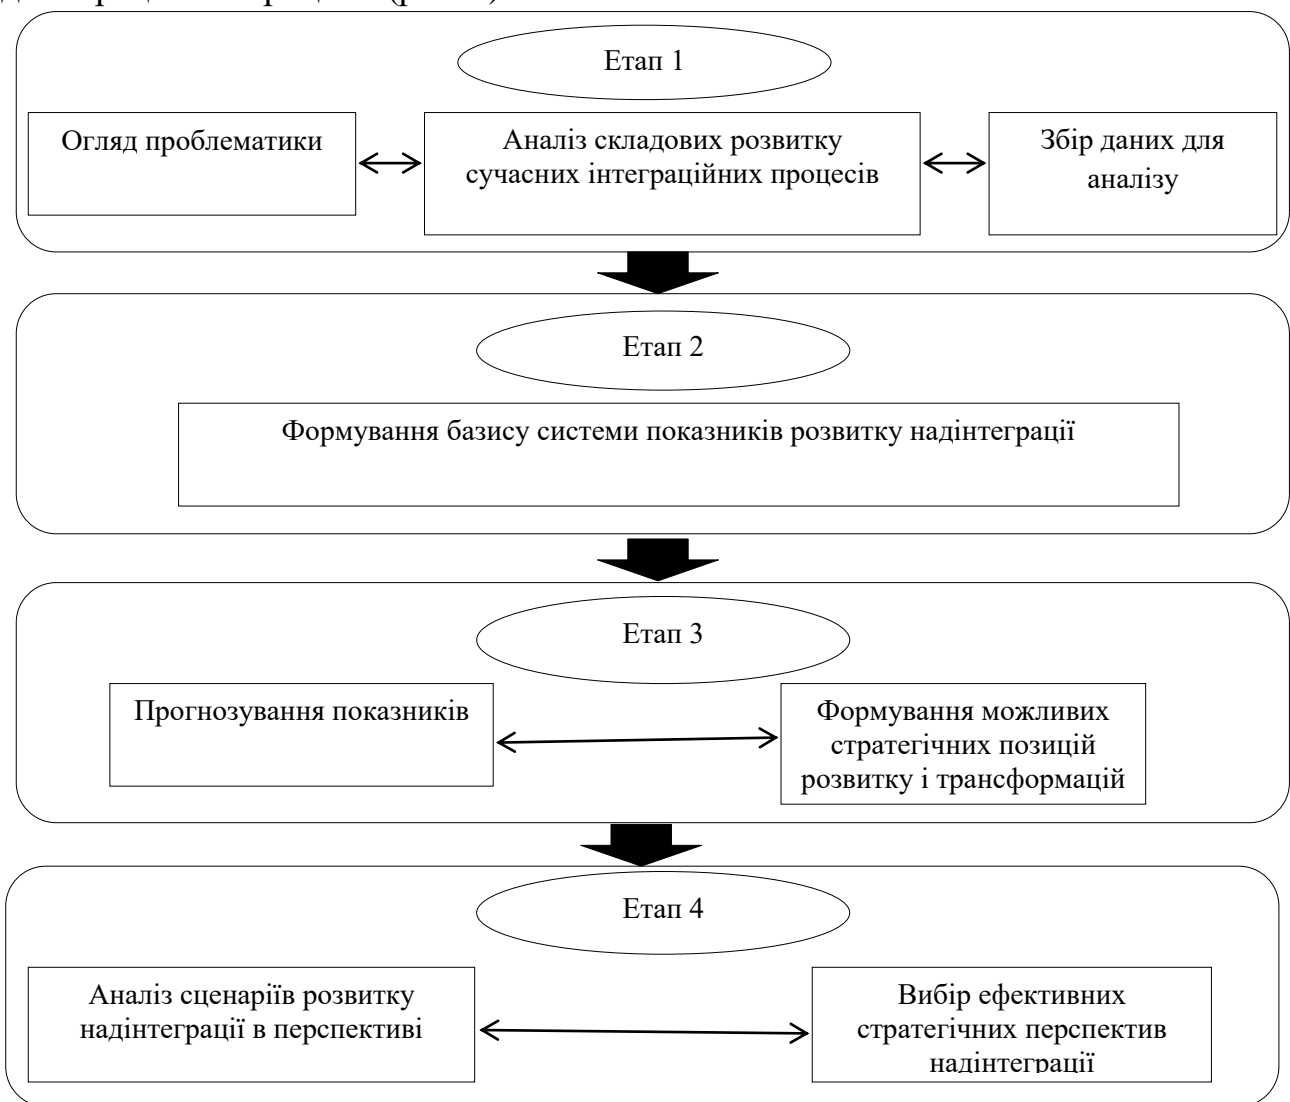 Етап 1
Огляд проблематики
Аналіз складових розвитку
сучасних інтеграційних процесів
Збір даних для
аналізу
Етап 2
Формування базису системи показників розвитку надінтеграції
Етап 3
Прогнозування показників
Формування можливих
стратегічних позицій
розвитку і трансформацій
Етап 4
Аналіз сценаріїв розвитку
надінтеграції в перспективі
Вибір ефективних
стратегічних перспектив
надінтеграції